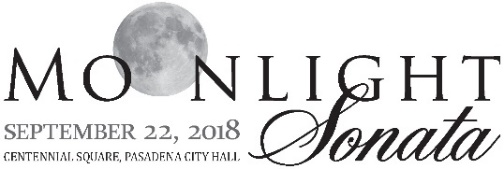 MOONLIGHT
Sonata
SEPTEMBER 22, 2018
CENTENNIAL SQUARE, PASADENA CITY HALL